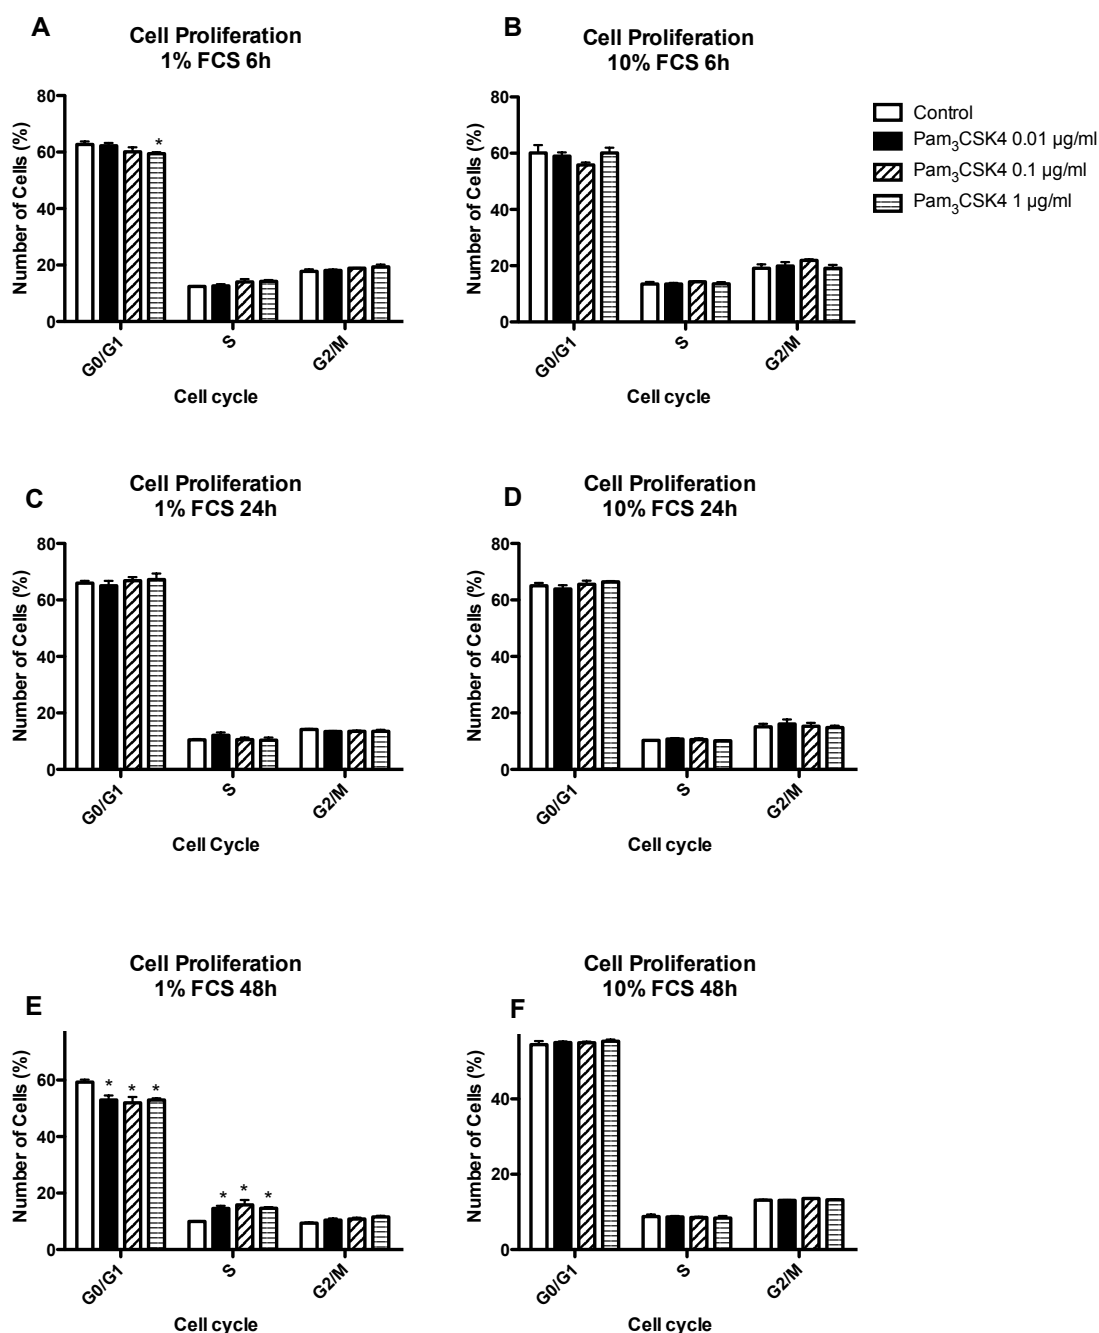 A
Cell Proliferation
1% FCS 6h
Number of Cells (%)
80
60
40
20
0
*
G0/G1
S
G2/M
Cell cycle
B
Cell Proliferation
10% FCS 6h
Number of Cells (%)
80
60
40
20
0
G0/G1
S
G2/M
Cell cycle
Control
Pam₃CSK4 0.01 µg/ml
Pam₃CSK4 0.1 µg/ml
Pam₃CSK4 1 µg/ml
C
Cell Proliferation
1% FCS 24h
Number of Cells (%)
80
60
40
20
0
G0/G1
S
G2/M
Cell Cycle
D
Cell Proliferation
10% FCS 24h
Number of Cells (%)
80
60
40
20
0
G0/G1
S
G2/M
Cell cycle
E
Cell Proliferation
1% FCS 48h
Number of Cells (%)
60
40
20
0
* * *
* * *
G0/G1
S
G2/M
Cell cycle
F
Cell Proliferation
10% FCS 48h
Number of Cells (%)
40
20
0
G0/G1
S
G2/M
Cell cycle